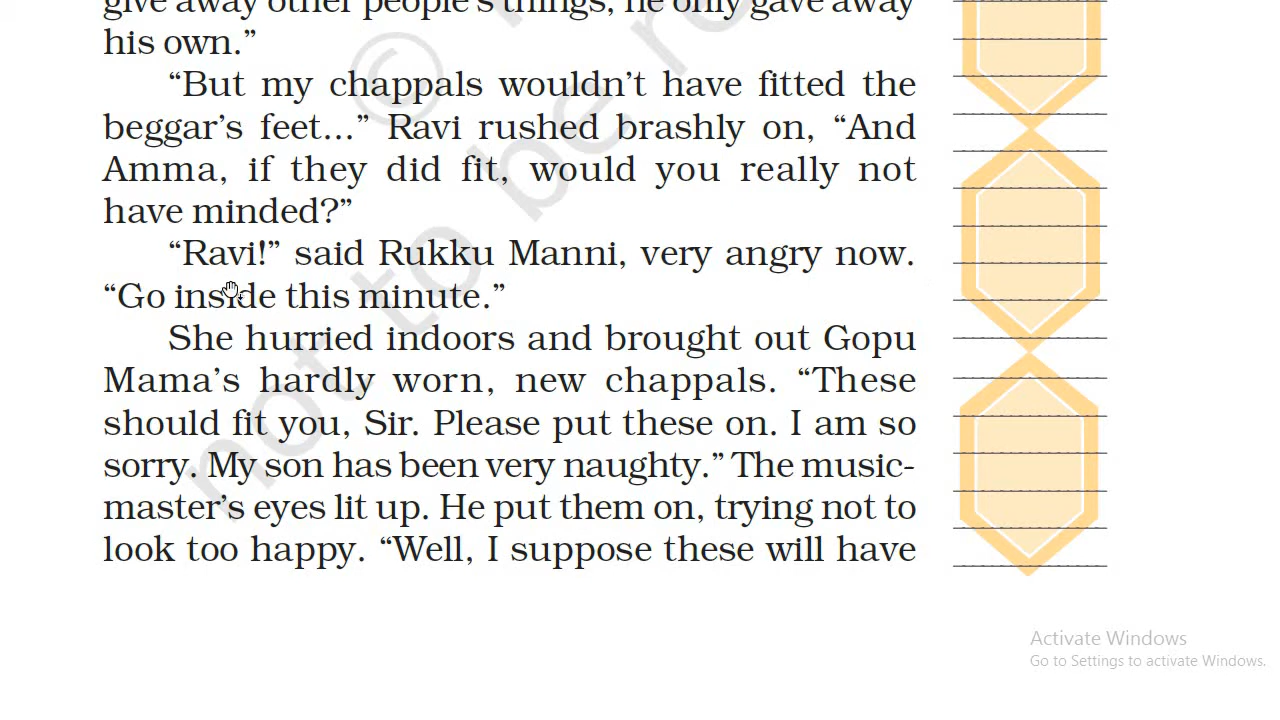 give away other people's things, he only gave away
his own.”
“But my chappals wouldn't have fitted the
beggar's feet...” Ravi rushed brashly on, “And
Amma, if they did fit, would you really not
have minded?”
“Ravi!” said Rukku Manni, very angry now.
“Go inside this minute.”
She hurried indoors and brought out Gopu
Mama's hardly worn, new chappals. “These
should fit you, Sir. Please put these on. I am so
sorry. My son has been very naughty.” The music-
master's eyes lit up. He put them on, trying not to
look too happy. “Well, I suppose these will have
© 
not to be re
Activate Windows
Go to Settings to activate Windows.